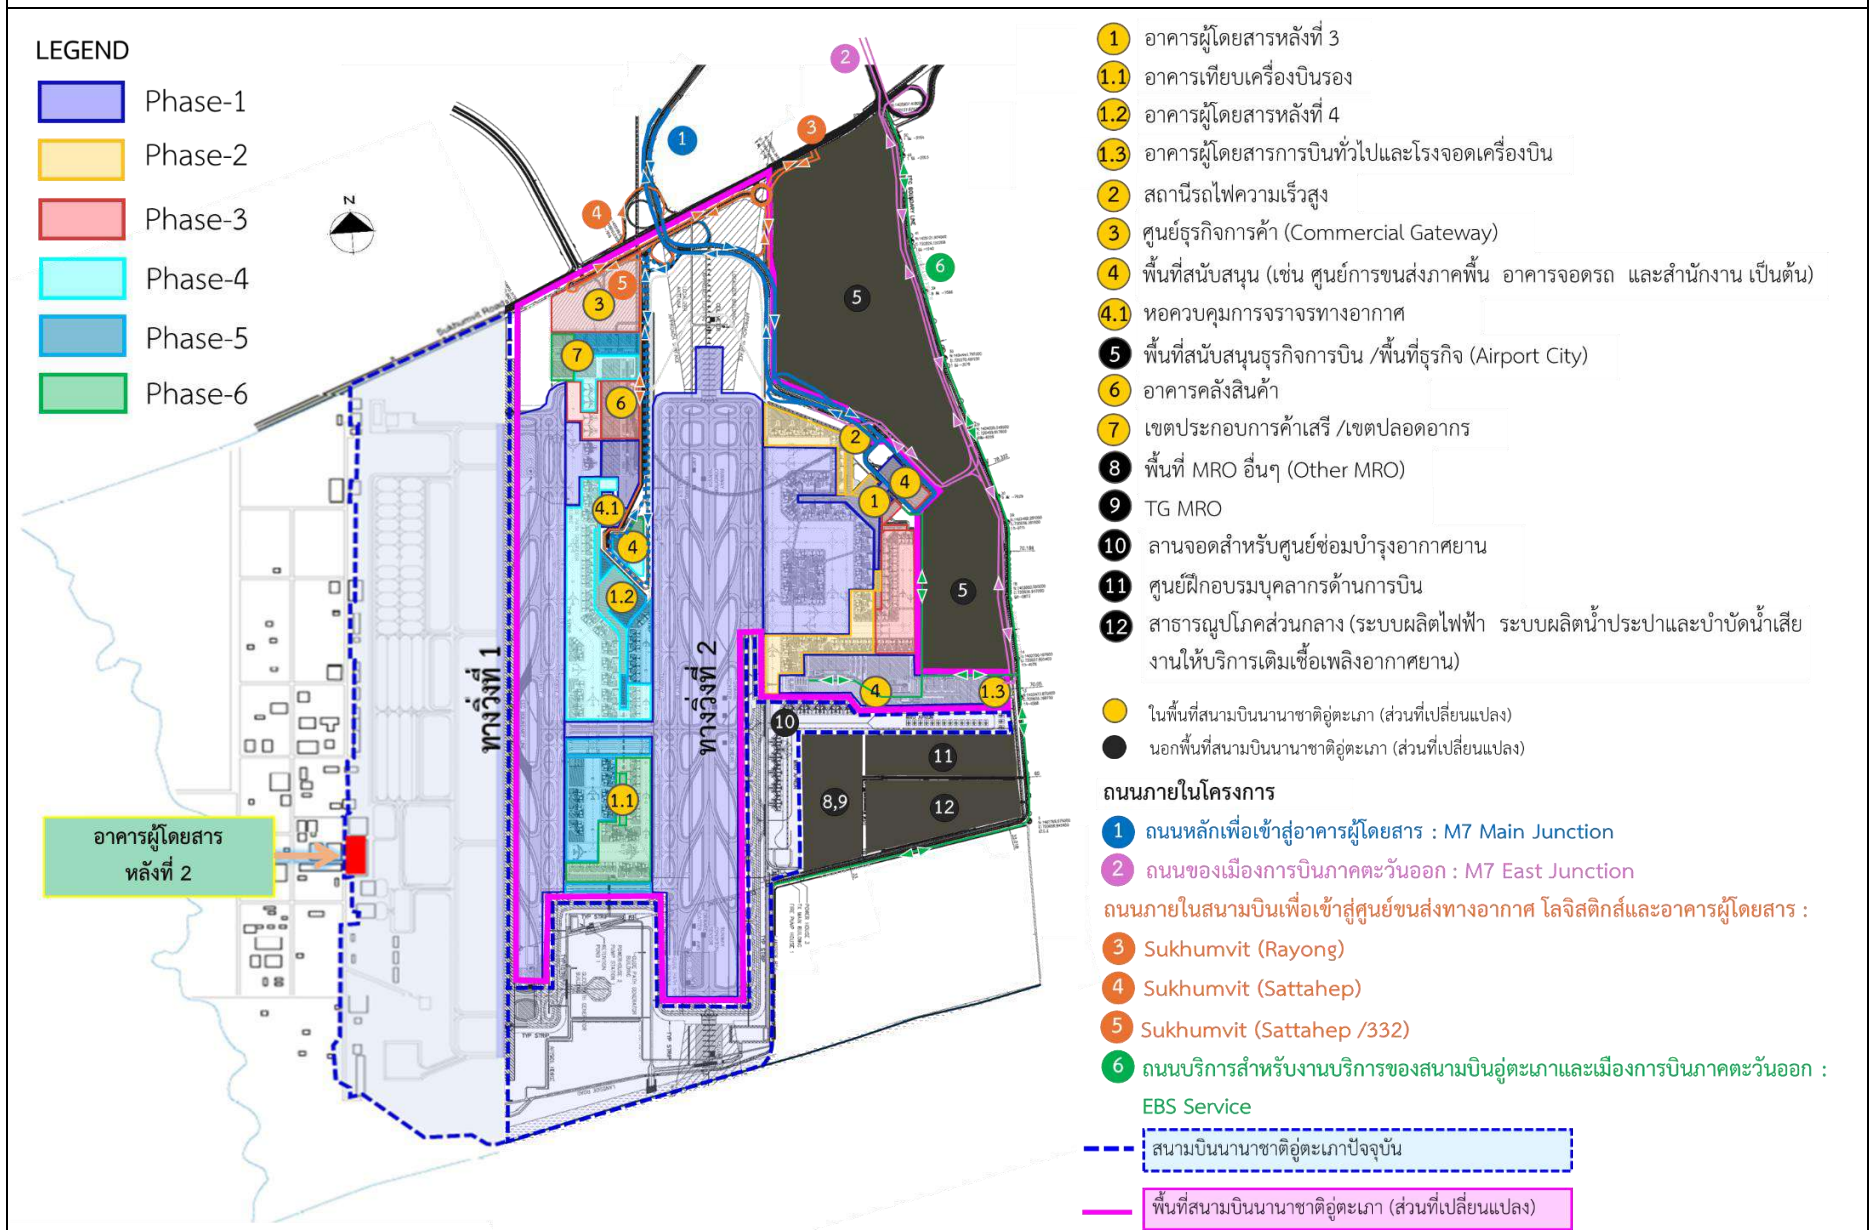 LEGEND
Phase-1
Phase-2
Phase-3
Phase-4
Phase-5
Phase-6
N
Sukhumvit Road
1
2
3
4
5
6
3
7
6
4.1
4
1.2
1.1
2
4
1
5
5
4
1.3
10
11
8,9
12
ทางวิ่งที่ 1
ทางวิ่งที่ 2
อาคารผู้โดยสาร
หลังที่ 2
1 อาคารผู้โดยสารหลังที่ 3
1.1 อาคารเทียบเครื่องบินรอง
1.2 อาคารผู้โดยสารหลังที่ 4
1.3 อาคารผู้โดยสารการบินทั่วไปและโรงจอดเครื่องบิน
2 สถานีรถไฟความเร็วสูง
3 ศูนย์ธุรกิจการค้า (Commercial Gateway)
4 พื้นที่สนับสนุน (เช่น ศูนย์การขนส่งภาคพื้น อาคารจอดรถ และสำนักงาน เป็นต้น)
4.1 หอควบคุมการจราจรทางอากาศ
5 พื้นที่สนับสนุนธุรกิจการบิน /พื้นที่ธุรกิจ (Airport City)
6 อาคารคลังสินค้า
7 เขตประกอบการค้าเสรี /เขตปลอดอากร
8 พื้นที่ MRO อื่นๆ (Other MRO)
9 TG MRO
10 ลานจอดสำหรับศูนย์ซ่อมบำรุงอากาศยาน
11 ศูนย์ฝึกอบรมบุคลากรด้านการบิน
12 สาธารณูปโภคส่วนกลาง (ระบบผลิตไฟฟ้า ระบบผลิตน้ำประปาและบำบัดน้ำเสีย
งานให้บริการเติมเชื้อเพลิงอากาศยาน)
ในพื้นที่สนามบินนานาชาติอู่ตะเภา (ส่วนที่เปลี่ยนแปลง)
นอกพื้นที่สนามบินนานาชาติอู่ตะเภา (ส่วนที่เปลี่ยนแปลง)
ถนนภายในโครงการ
1 ถนนหลักเพื่อเข้าสู่อาคารผู้โดยสาร : M7 Main Junction
2 ถนนของเมืองการบินภาคตะวันออก : M7 East Junction
ถนนภายในสนามบินเพื่อเข้าสู่ศูนย์ขนส่งทางอากาศ โลจิสติกส์และอาคารผู้โดยสาร :
3 Sukhumvit (Rayong)
4 Sukhumvit (Sattahep)
5 Sukhumvit (Sattahep /332)
6 ถนนบริการสำหรับงานบริการของสนามบินอู่ตะเภาและเมืองการบินภาคตะวันออก :
EBS Service
สนามบินนานาชาติอู่ตะเภาปัจจุบัน
พื้นที่สนามบินนานาชาติอู่ตะเภา (ส่วนที่เปลี่ยนแปลง)